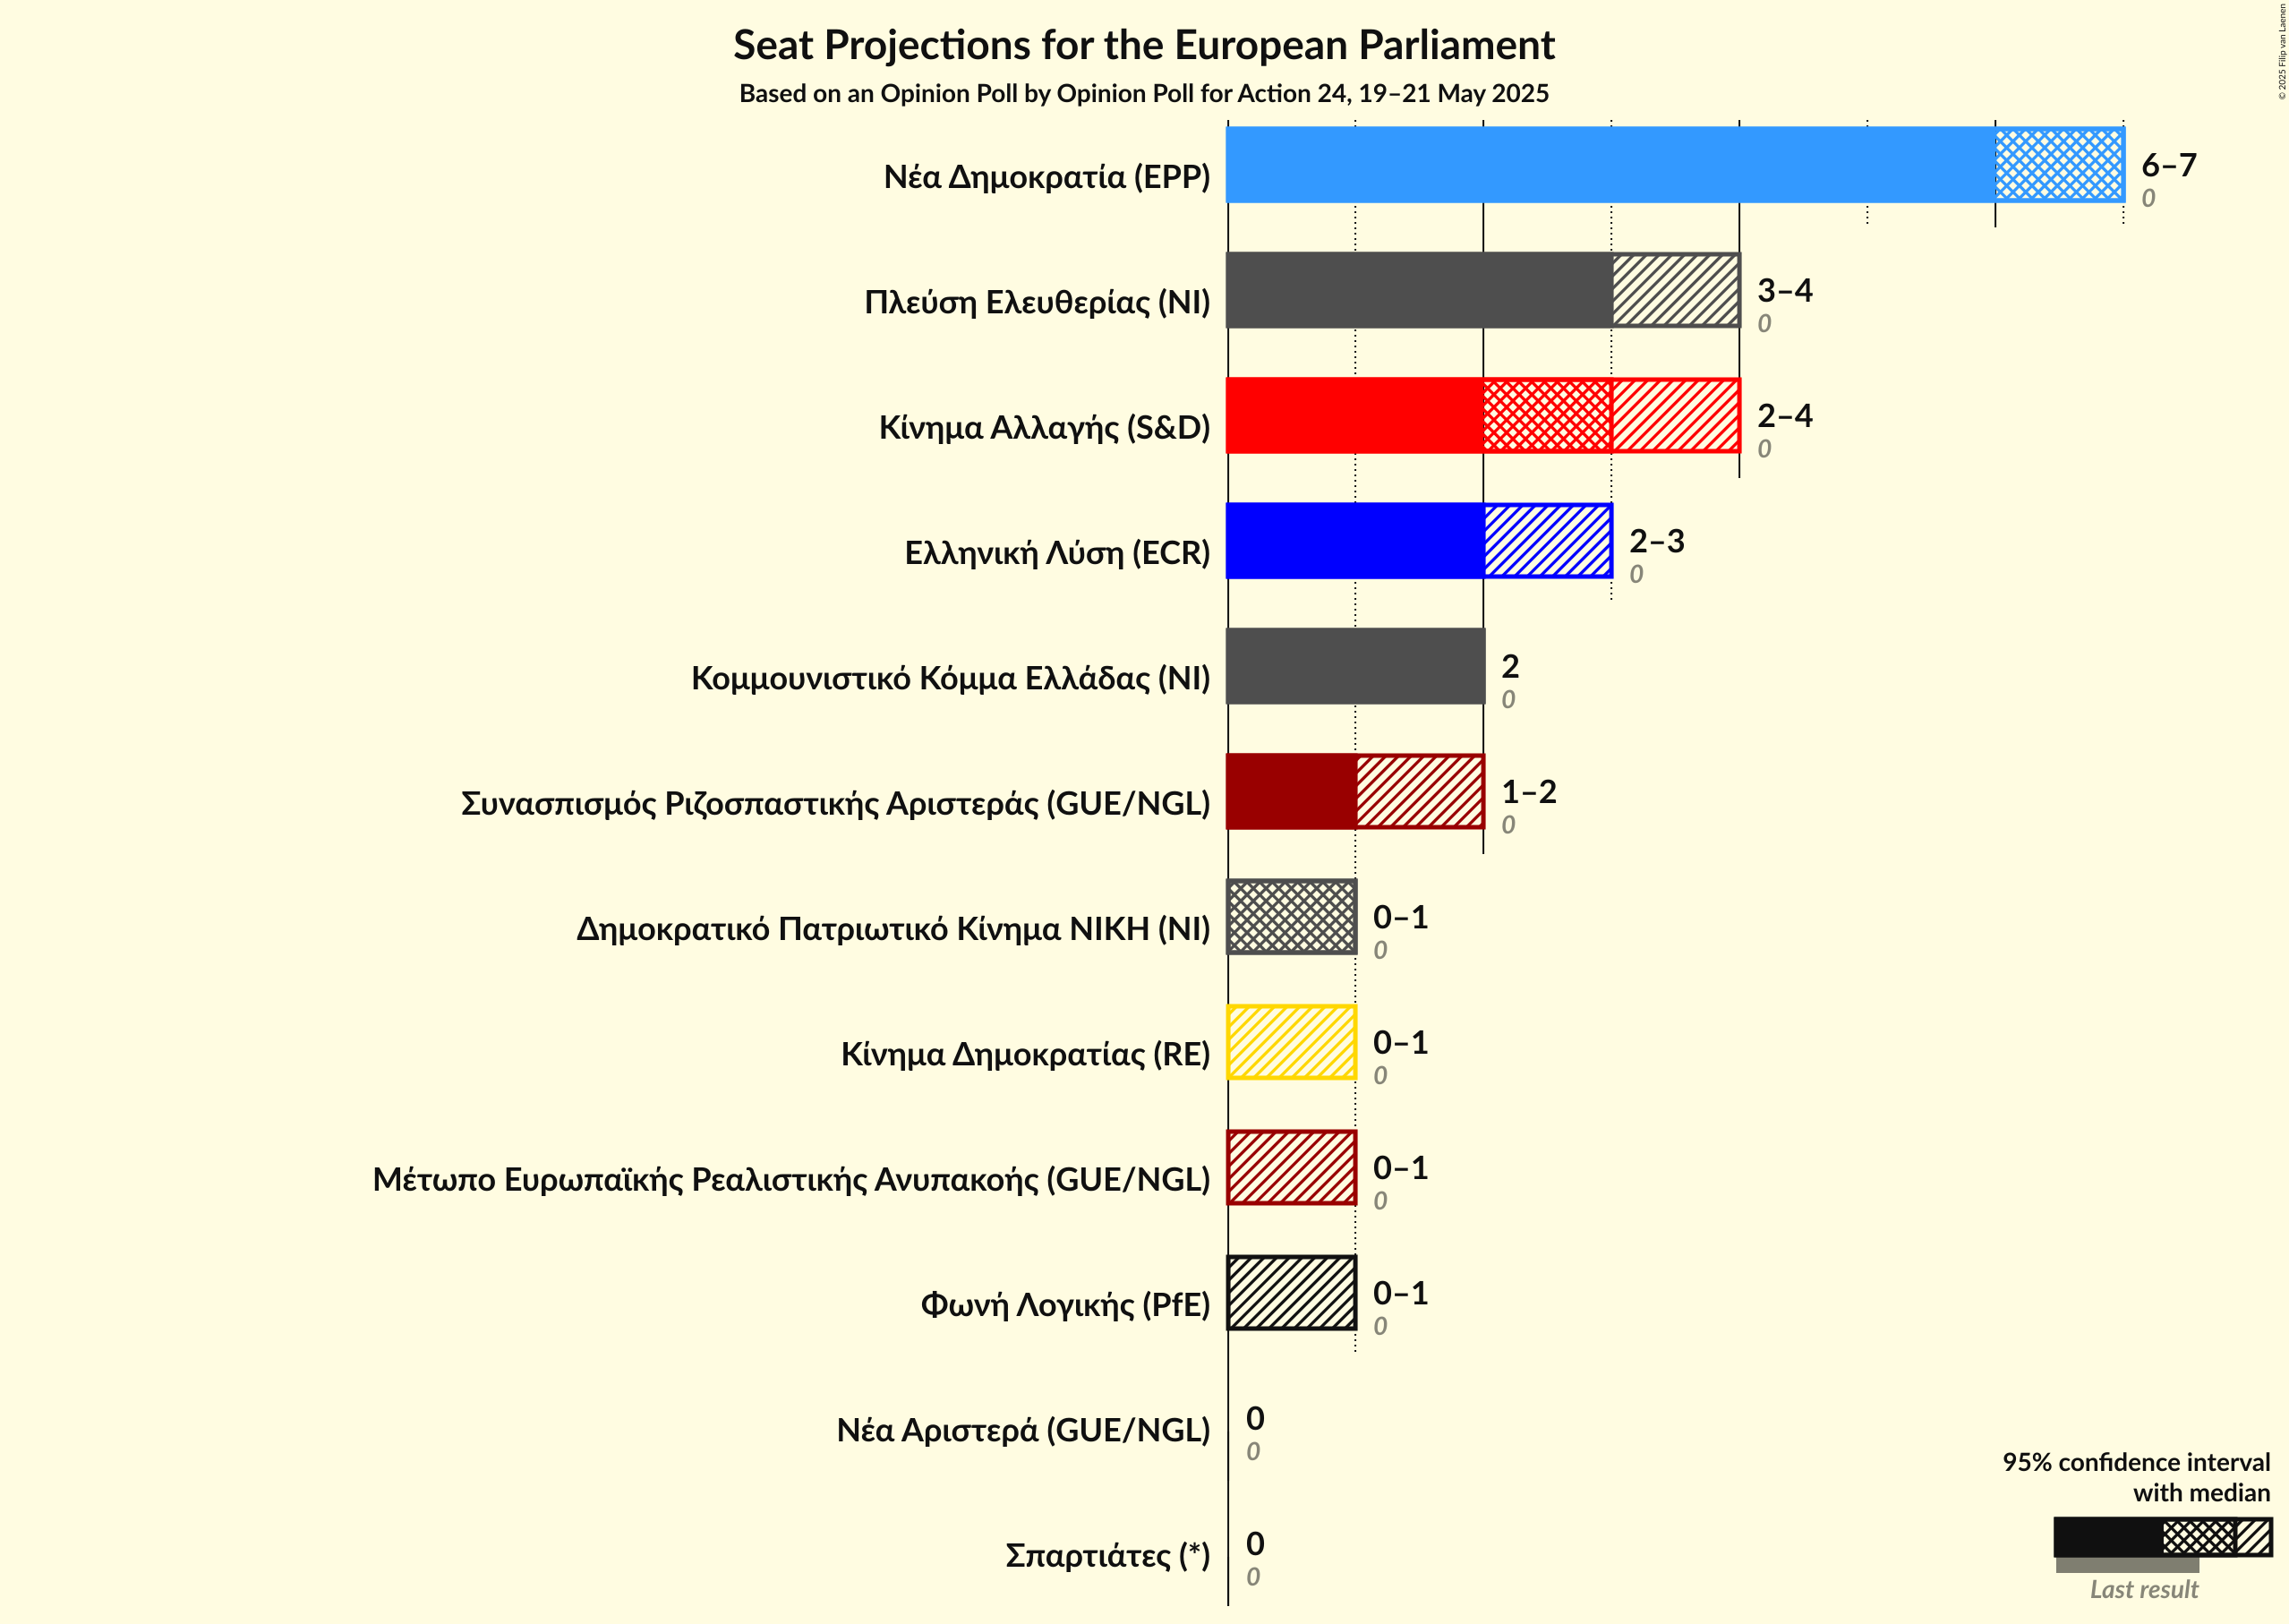 Seat Projections for the European Parliament
Based on an Opinion Poll by Opinion Poll for Action 24, 19–21 May 2025
© 2025 Filip van Laenen
Νέα Δημοκρατία (EPP)
6–7
0
Πλεύση Ελευθερίας (NI)
3–4
0
Κίνημα Αλλαγής (S&D)
2–4
0
Ελληνική Λύση (ECR)
2–3
0
Κομμουνιστικό Κόμμα Ελλάδας (NI)
2
0
Συνασπισμός Ριζοσπαστικής Αριστεράς (GUE/NGL)
1–2
0
Δημοκρατικό Πατριωτικό Κίνημα ΝΙΚΗ (NI)
0–1
0
Κίνημα Δημοκρατίας (RE)
0–1
0
Μέτωπο Ευρωπαϊκής Ρεαλιστικής Ανυπακοής (GUE/NGL)
0–1
0
Φωνή Λογικής (PfE)
0–1
0
Νέα Αριστερά (GUE/NGL)
0
0
Σπαρτιάτες (*)
0
0
95% confidence interval
with median
Last result